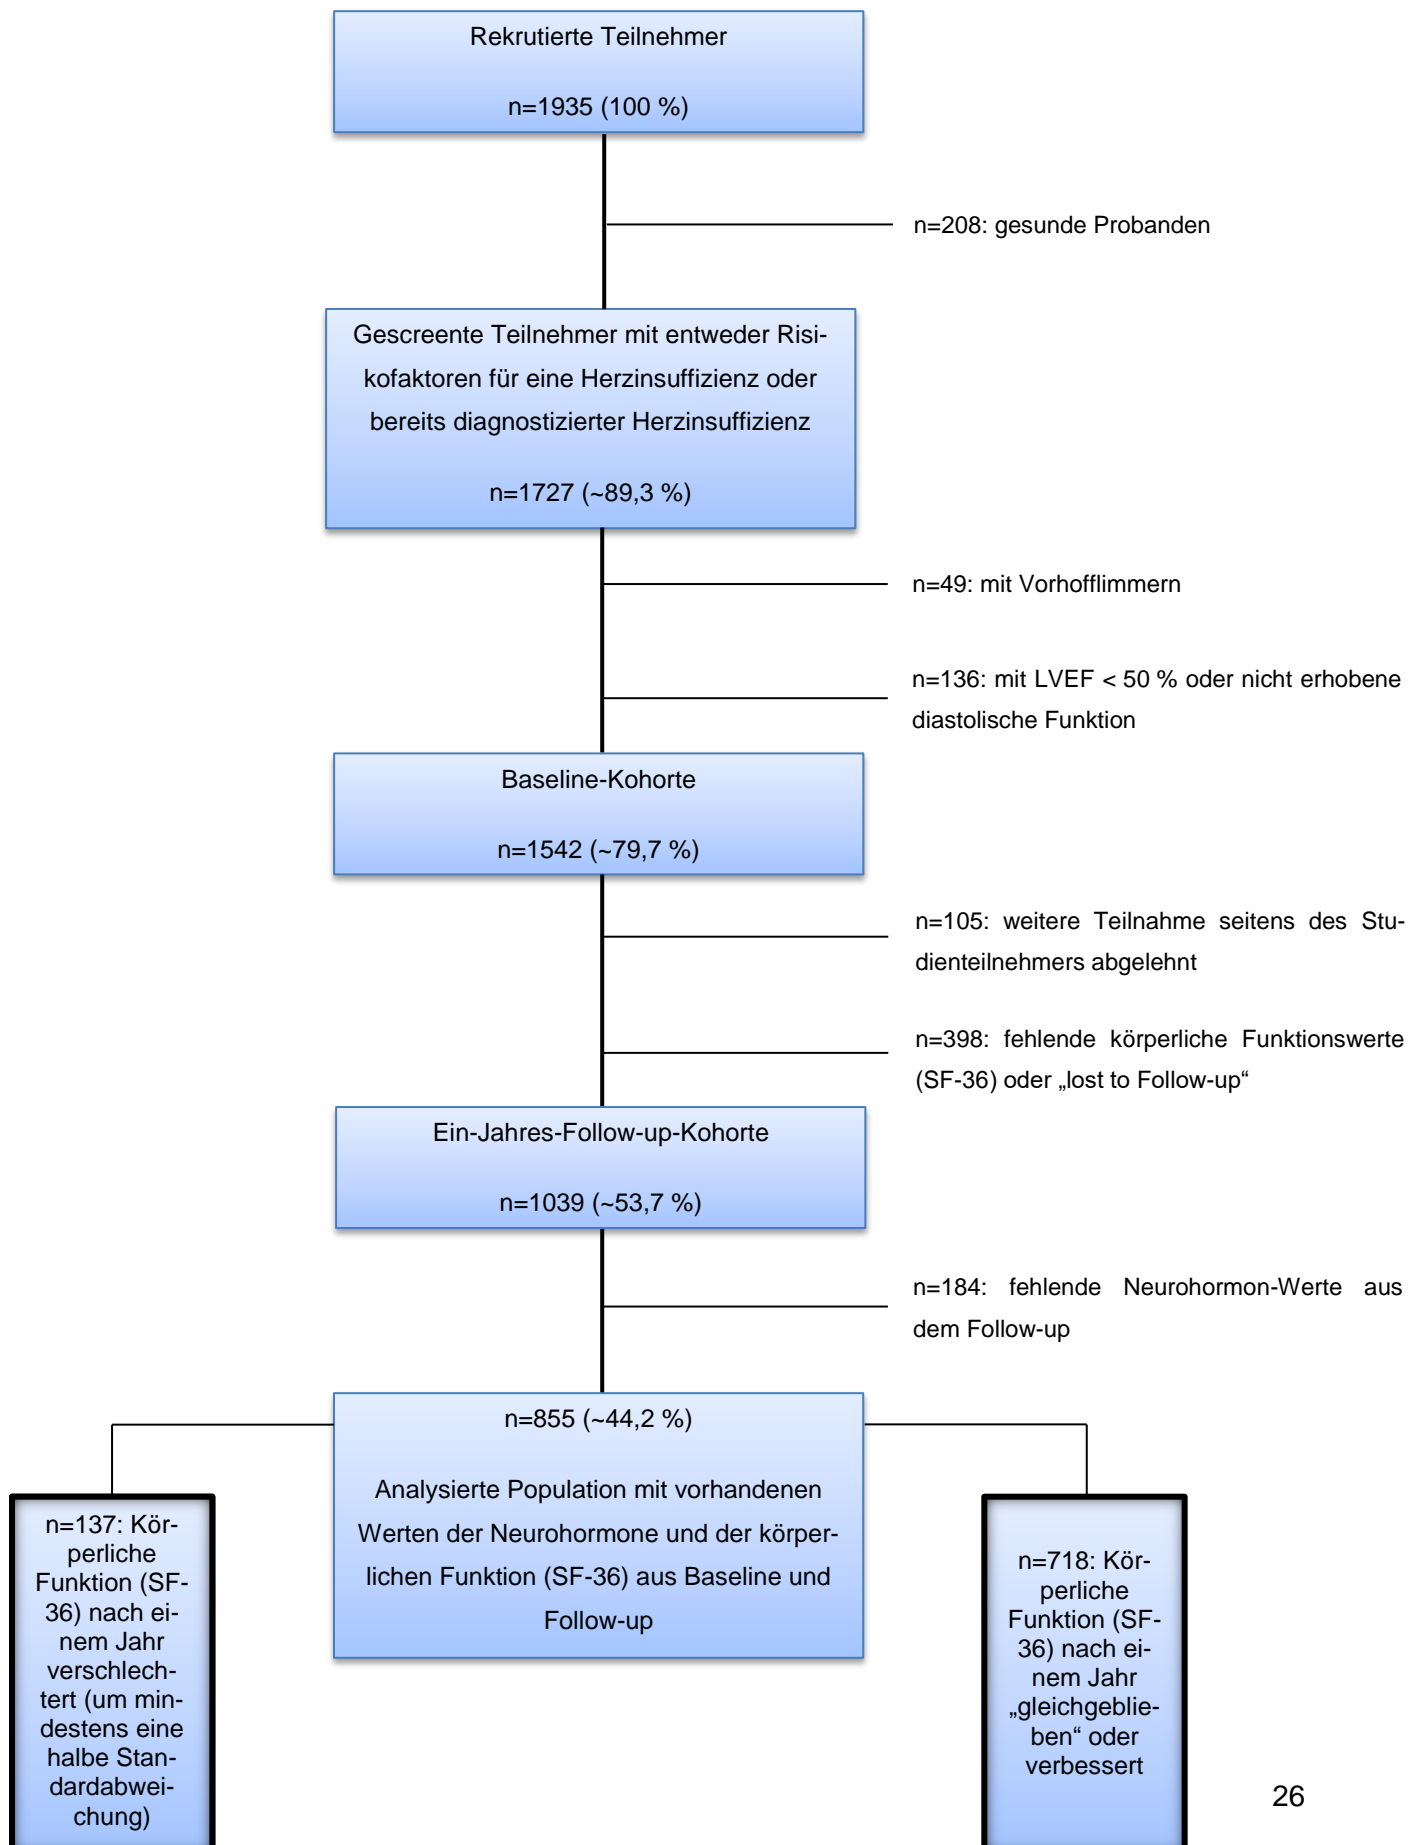 Rekrutierte Teilnehmer
n=1935 (100 %)
n=208: gesunde Probanden
Gescreente Teilnehmer mit entweder Risi-
kofaktoren für eine Herzinsuffizienz oder
bereits diagnostizierter Herzinsuffizienz
n=1727 (~89,3 %)
n=49: mit Vorhofflimmern
n=136: mit LVEF < 50 % oder nicht erhobene
diastolische Funktion
Baseline-Kohorte
n=1542 (~79,7 %)
n=105: weitere Teilnahme seitens des Stu-
dienteilnehmers abgelehnt
n=398: fehlende körperliche Funktionswerte
(SF-36) oder „lost to Follow-up“
Ein-Jahres-Follow-up-Kohorte
n=1039 (~53,7 %)
n=184: fehlende Neurohormon-Werte aus
dem Follow-up
n=855 (~44,2 %)
Analysierte Population mit vorhandenen
Werten der Neurohormone und der körper-
lichen Funktion (SF-36) aus Baseline und
Follow-up
n=137: Kör-
perliche
Funktion (SF-
36) nach ei-
nem Jahr
verschlech-
tert (um min-
destens eine
halbe Stan-
dardabwei-
chung)
n=718: Kör-
perliche
Funktion (SF-
36) nach ei-
nem Jahr
„gleichgeblie-
ben“ oder
verbessert
26